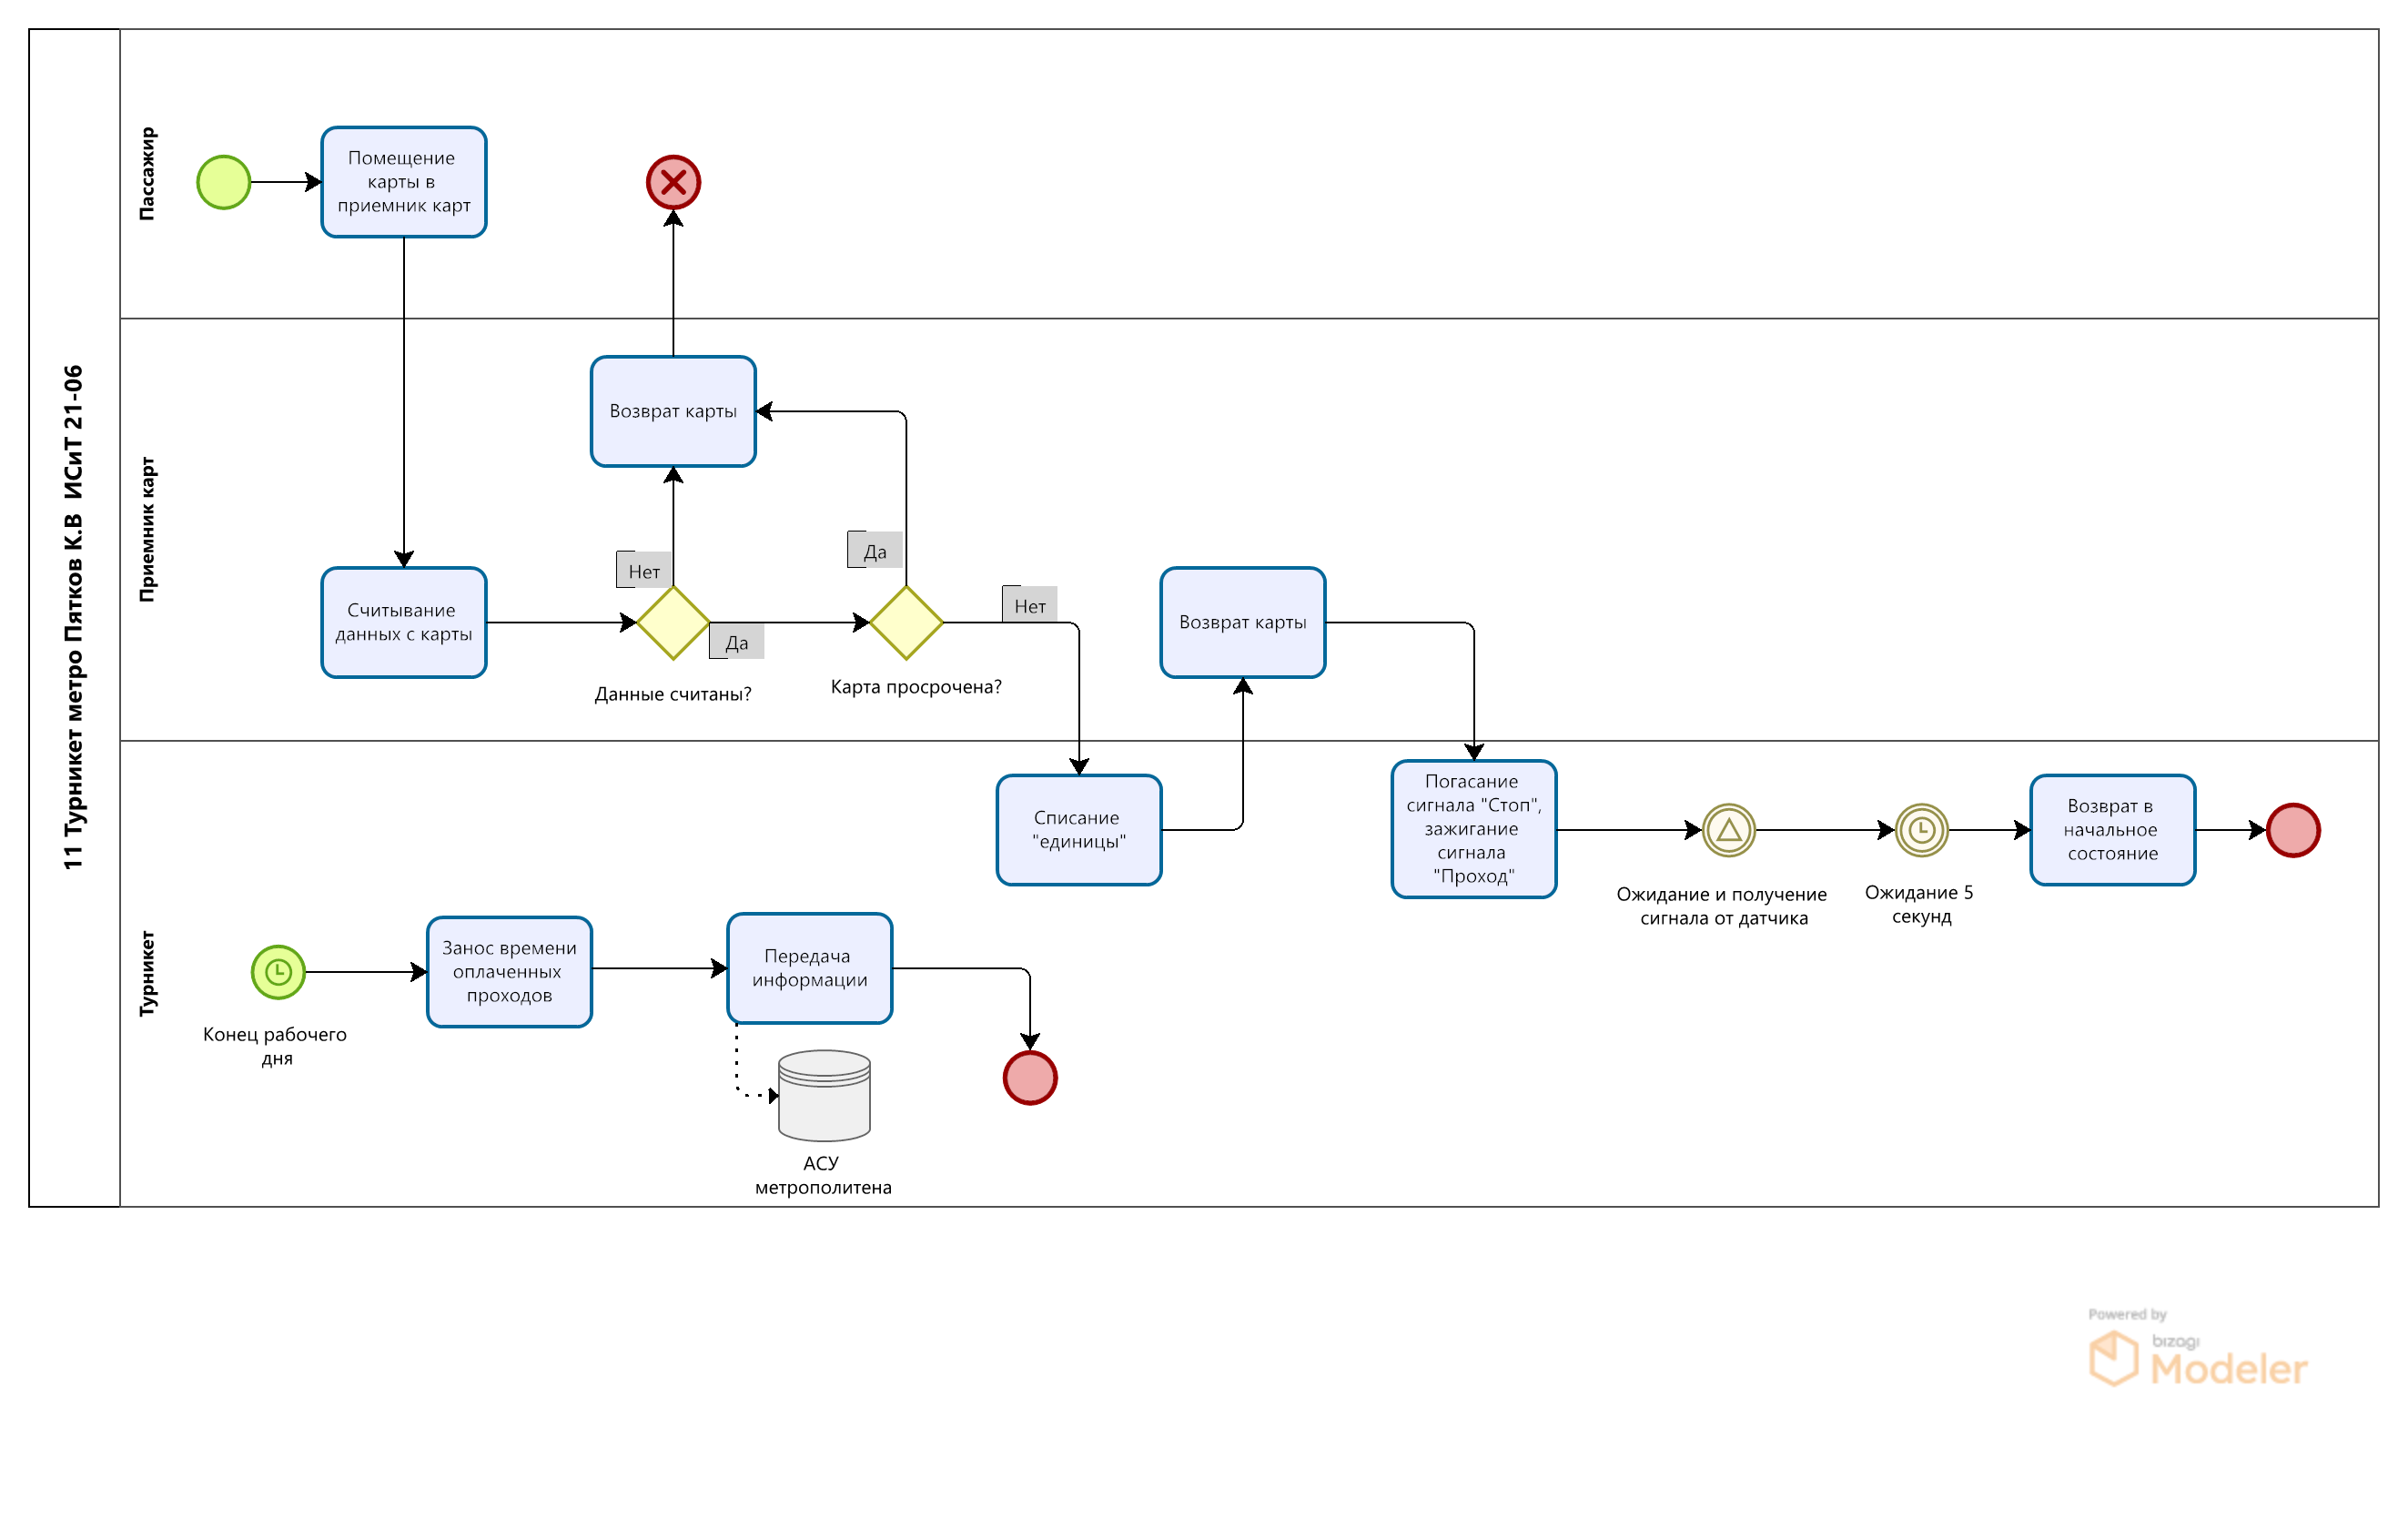 11 Турникет метро Пятков К.В  ИСиТ 21-06
Пассажир
Помещение
карты в
приемник карт
Приемник карт
Возврат карты
Считывание
данных с карты
Нет
Да
Данные считаны?
Да
Нет
Карта просрочена?
Возврат карты
Турникет
Списание
"единицы"
Погасание
сигнала "Стоп",
зажигание
сигнала
"Проход"
Ожидание и получение
сигнала от датчика
Ожидание 5
секунд
Возврат в
начальное
состояние
Конец рабочего
дня
Занос времени
оплаченных
проходов
Передача
информации
АСУ
метрополитена
Powered by
bizagi
Modeler